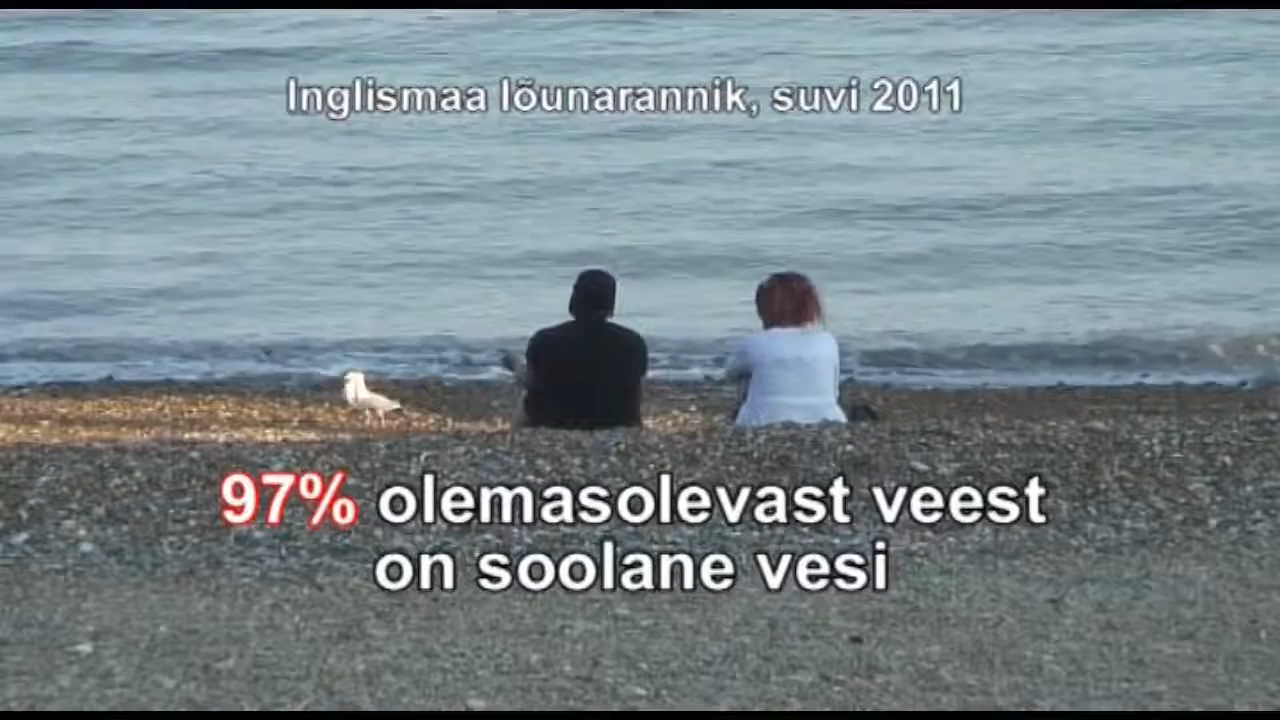 Inglismaa lõunarannik, suvi 2011
97% olemasolevast veest
on soolane vesi